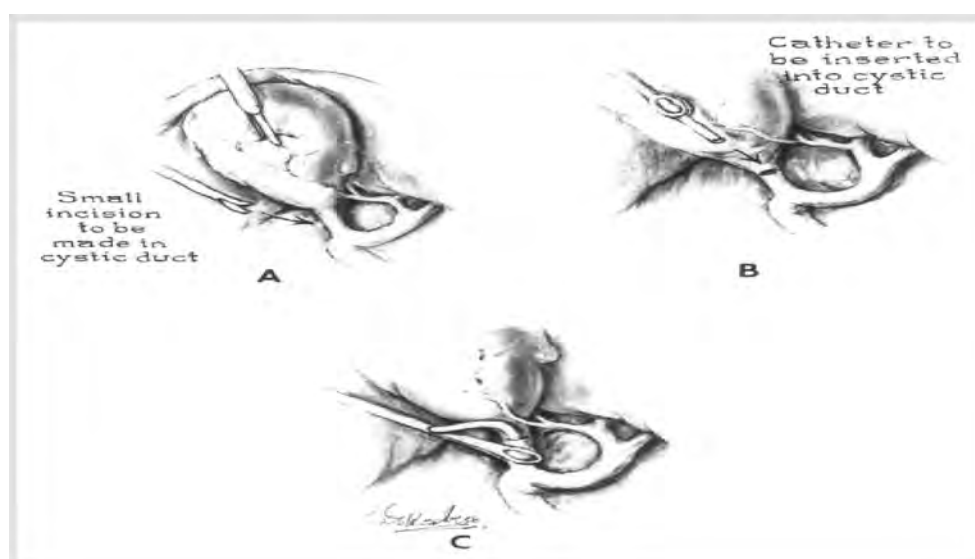 Small
incision
to be
made in
cystic duct
A
Catheter to
be inserted
into cystic
duct
B
C